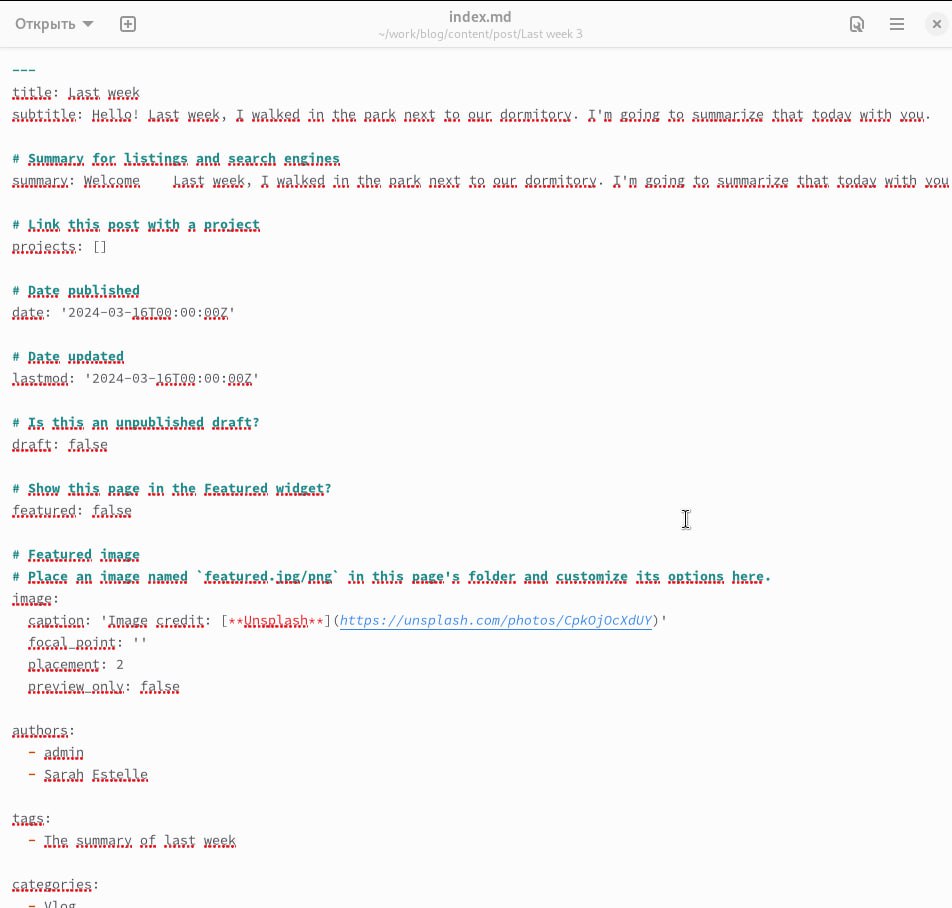 Открыть
index.md
~/work/blog/content/post/Last week 3
---
title: Last week
subtitle: Hello! Last week, I walked in the park next to our dormitory. I'm going to summarize that today with you.
# Summary for listings and search engines
summary: Welcome    Last week, I walked in the park next to our dormitory. I'm going to summarize that today with you
# Link this post with a project
projects: []
# Date published
date: '2024-03-16T00:00:00Z'
# Date updated
lastmod: '2024-03-16T00:00:00Z'
# Is this an unpublished draft?
draft: false
# Show this page in the Featured widget?
featured: false
# Featured image
# Place an image named `featured.jpg/png` in this page's folder and customize its options here.
image:
  caption: 'Image credit: [**Unsplash**](https://unsplash.com/photos/CpkOjOcXdUY)'
  focal_point: ''
  placement: 2
  preview_only: false
authors:
  - admin
  - Sarah Estelle
tags:
  - The summary of last week
categories:
  - Vlog